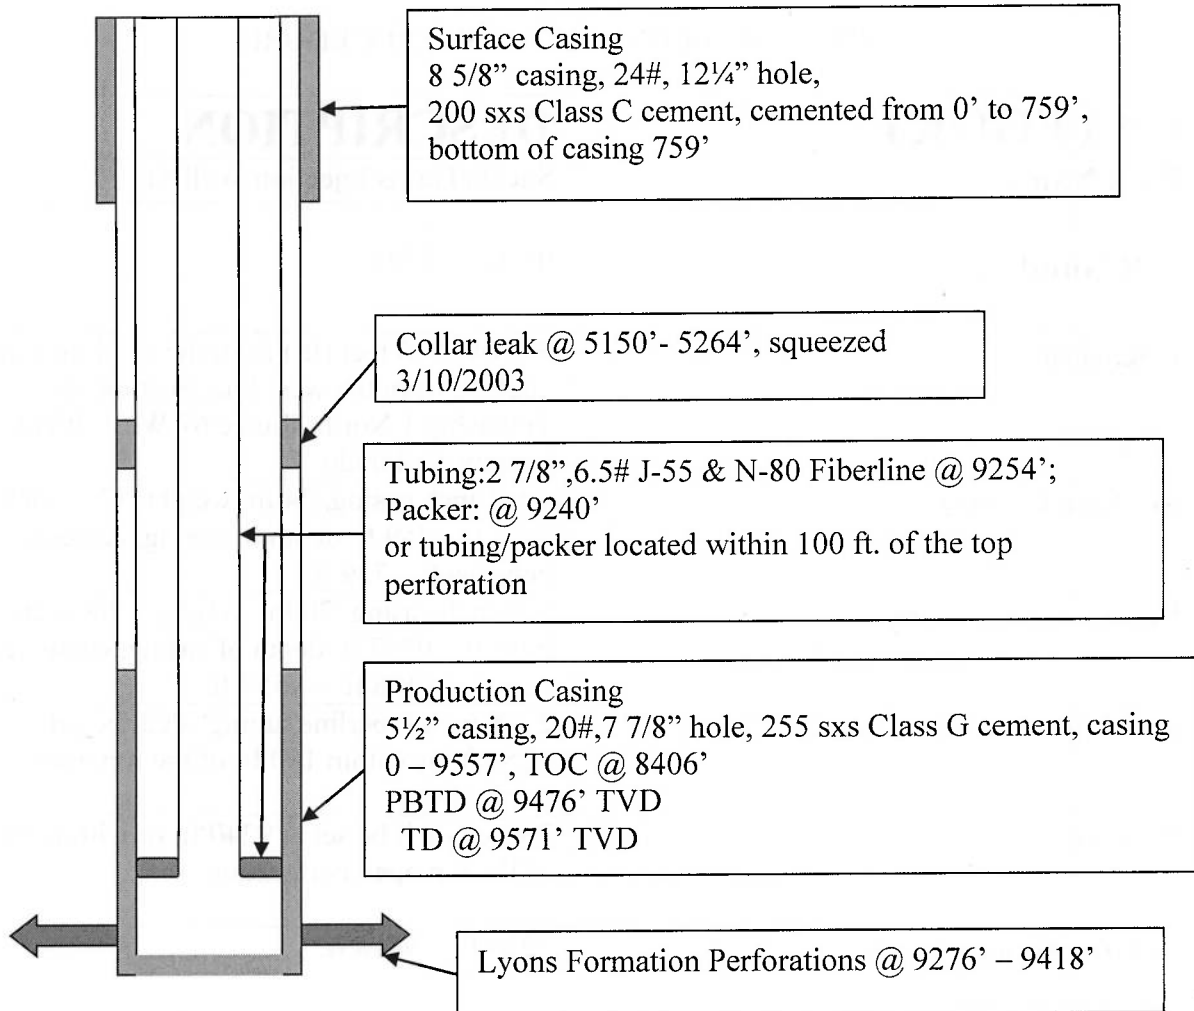 Surface Casing
8 5/8” casing, 24#, 12¼” hole,
200 sxs Class C cement, cemented from 0’ to 759’,
bottom of casing 759’
Collar leak @ 5150’- 5264’, squeezed
3/10/2003
Tubing:2 7/8”,6.5# J-55 & N-80 Fiberline @ 9254’;
Packer: @ 9240’
or tubing/packer located within 100 ft. of the top
perforation
Production Casing
5½” casing, 20#,7 7/8” hole, 255 sxs Class G cement, casing
0 – 9557’, TOC @ 8406’
PBTD @ 9476’ TVD
TD @ 9571’ TVD
Lyons Formation Perforations @ 9276’ – 9418’